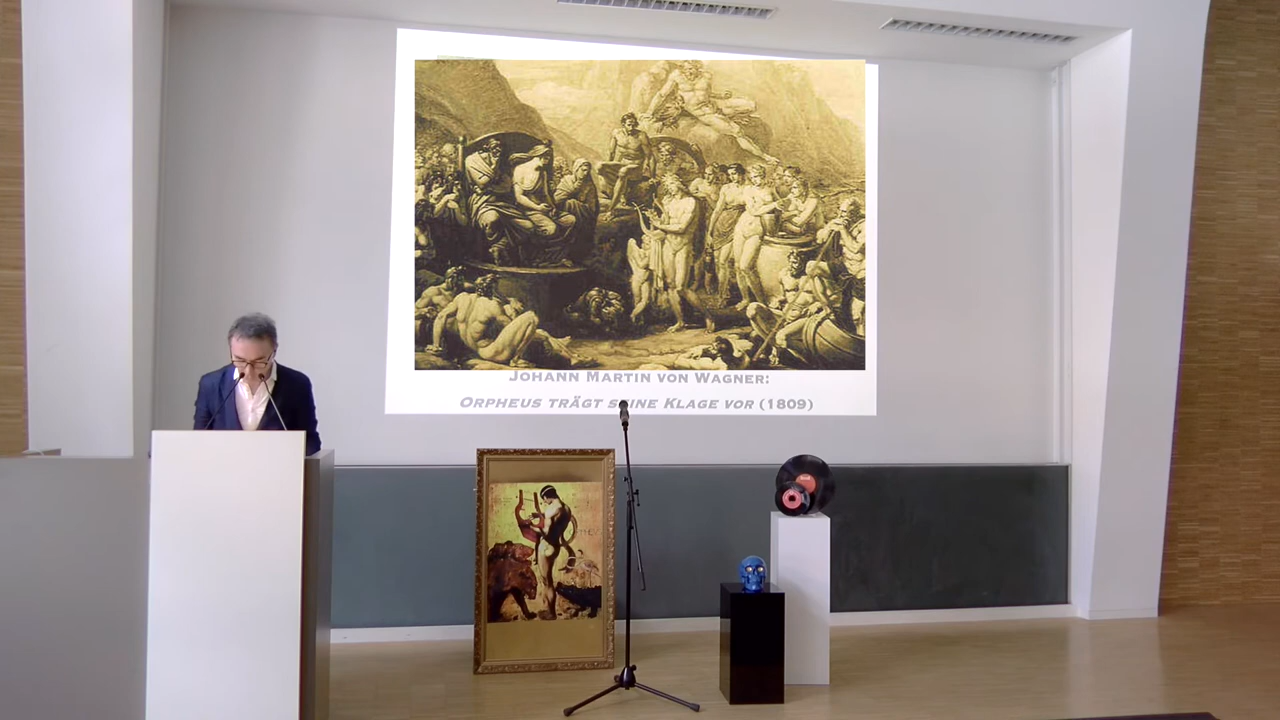 Johann Martin von Wagner:
Orpheus trägt seine Klage vor (1809)